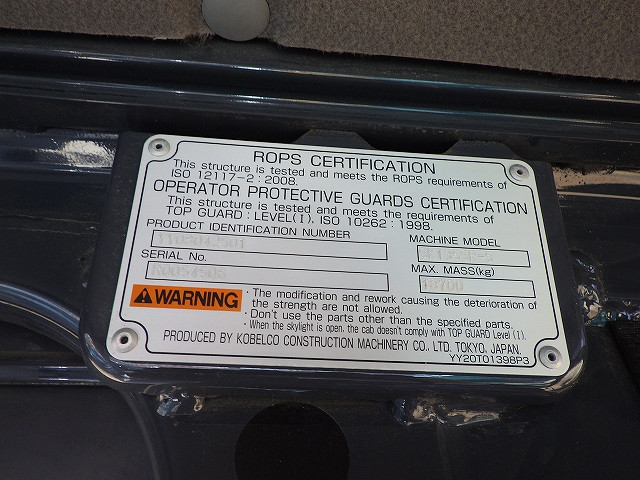 ROPS CERTIFICATION
This structure is tested and meets the ROPS requirements of
ISO 12117-2:2008.
OPERATOR PROTECTIVE GUARDS CERTIFICATION
This structure is tested and meets the requirements of
TOP GUARD:LEVEL(I), ISO 10262:1998.
PRODUCT IDENTIFICATION NUMBER
MACHINE MODEL
SERIAL No.
MAX. MASS(kg)
18700
WARNING
・The modification and rework causing the deterioration of
the strength are not allowed.
・Don't use the parts other than the specified parts.
・When the skylight is open, the cab doesn't comply with TOP GUARD Level (I).
PRODUCED BY KOBELCO CONSTRUCTION MACHINERY CO., LTD. TOKYO, JAPAN.
YY20T01398P3